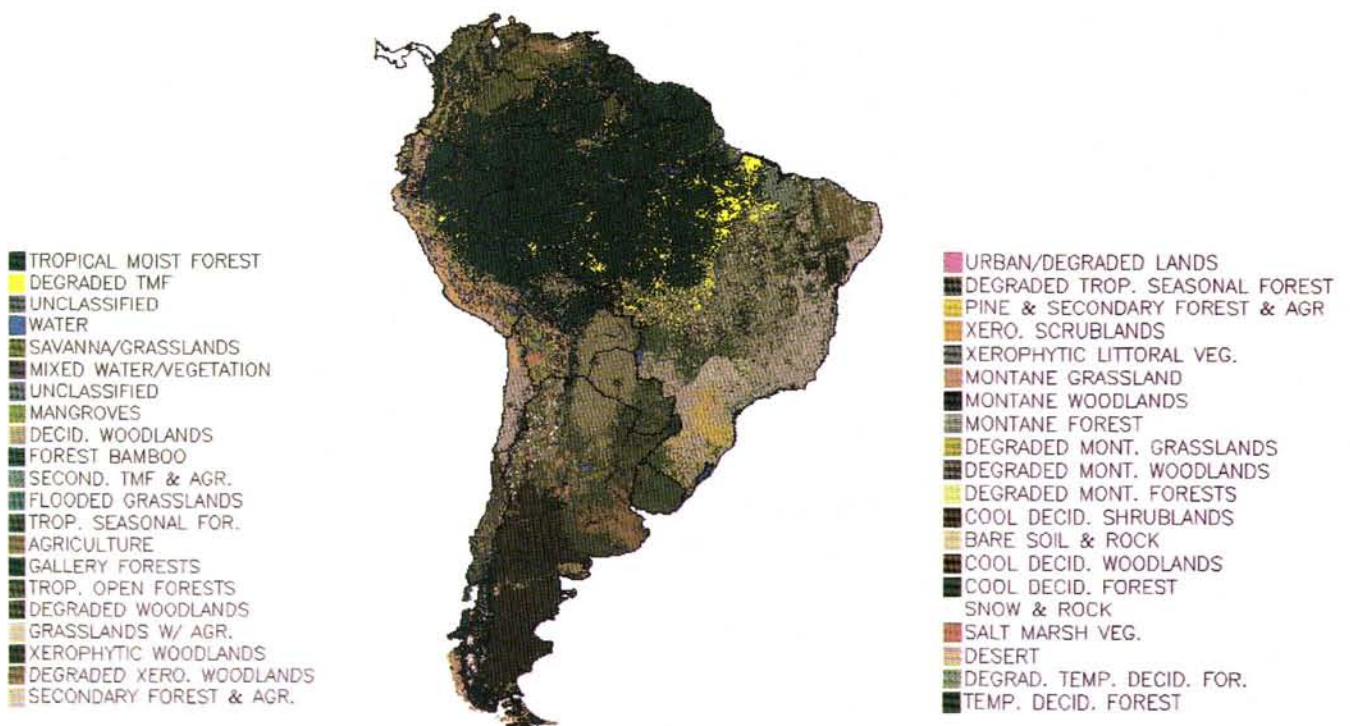 TROPICAL MOIST FOREST
DEGRADED TMF
UNCLASSIFIED
WATER
SAVANNA/GRASSLANDS
MIXED WATER/VEGETATION
UNCLASSIFIED
MANGROVES
DECID. WOODLANDS
FOREST BAMBOO
SECOND. TMF & AGR.
FLOODED GRASSLANDS
TROP. SEASONAL FOR.
AGRICULTURE
GALLERY FORESTS
TROP. OPEN FORESTS
DEGRADED WOODLANDS
GRASSLANDS W/ AGR.
XEROPHYTIC WOODLANDS
DEGRADED XERO. WOODLANDS
SECONDARY FOREST & AGR.
URBAN/DEGRADED LANDS
DEGRADED TROP. SEASONAL FOREST
PINE & SECONDARY FOREST & AGR
XERO. SCRUBLANDS
XEROPHYTIC LITTORAL VEG.
MONTANE GRASSLAND
MONTANE WOODLANDS
MONTANE FOREST
DEGRADED MONT. GRASSLANDS
DEGRADED MONT. WOODLANDS
DEGRADED MONT. FORESTS
COOL DECID. SHRUBLANDS
BARE SOIL & ROCK
COOL DECID. WOODLANDS
COOL DECID. FOREST
SNOW & ROCK
SALT MARSH VEG.
DESERT
DEGRAD. TEMP. DECID. FOR.
TEMP. DECID. FOREST